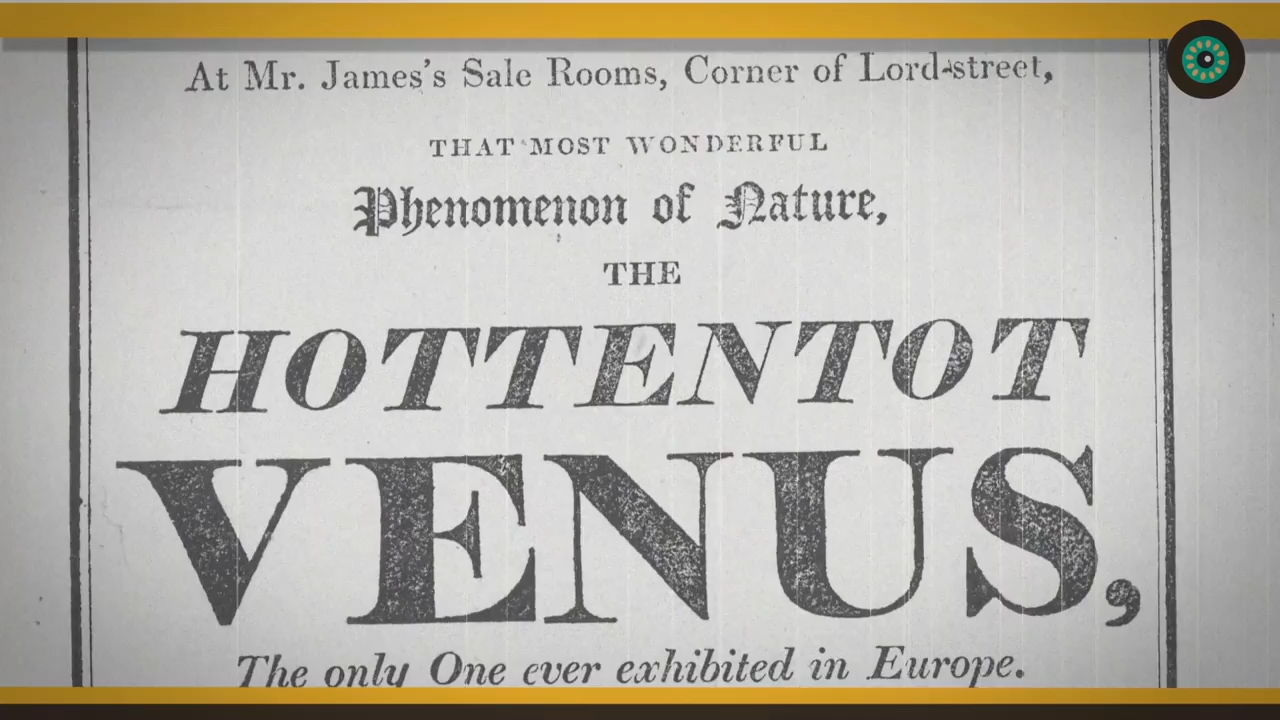 At Mr. James's Sale Rooms, Corner of Lord-street,
THAT MOST WONDERFUL
Phenomenon of Nature,
THE
HOTTENTOT
VENUS,
The only One ever exhibited in Europe.